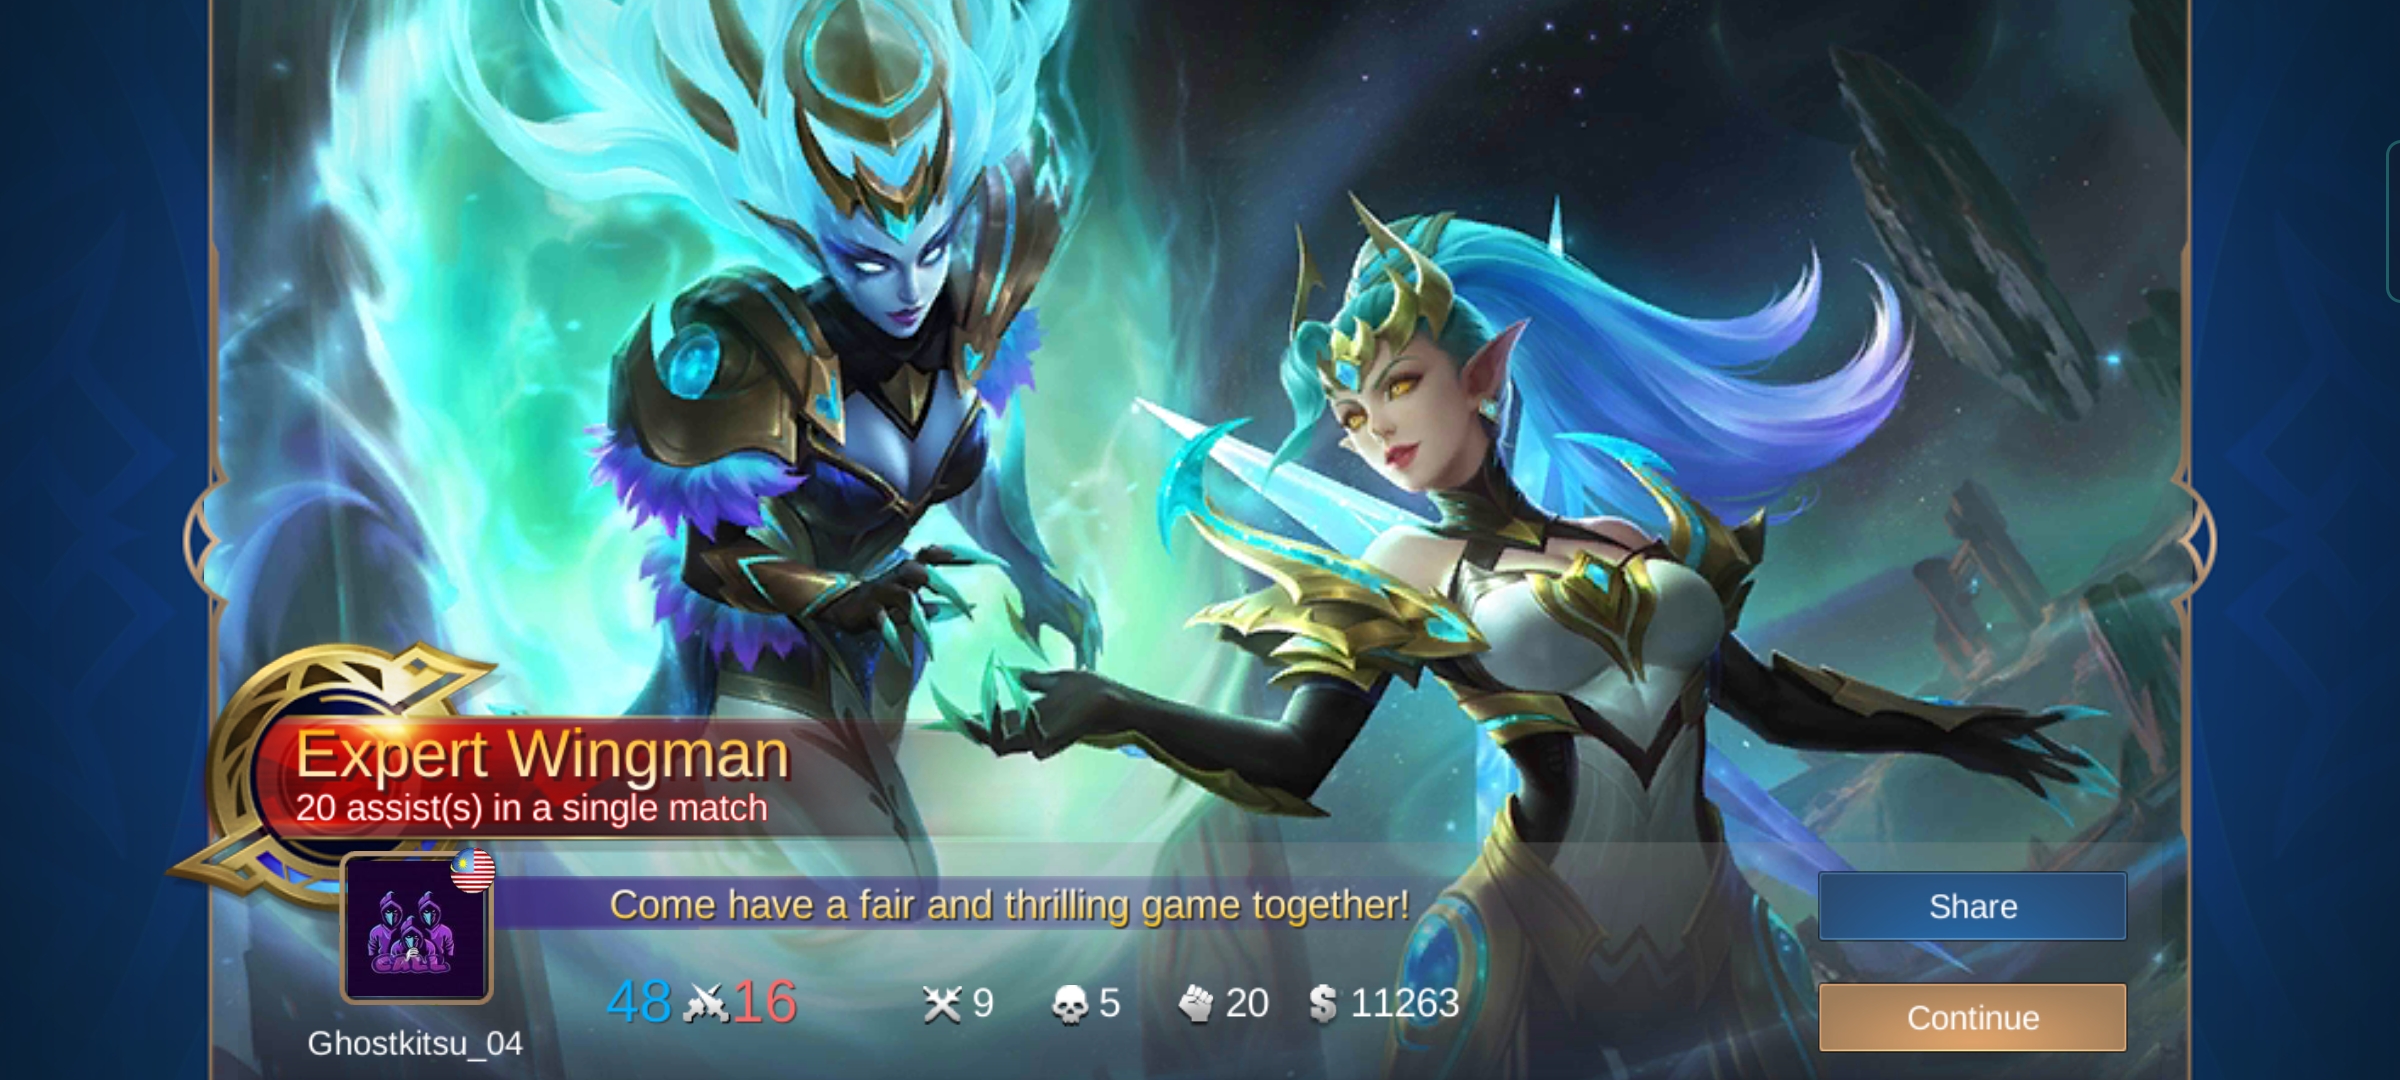 Expert Wingman
20 assist(s) in a single match
CALL
Come have a fair and thrilling game together!
Share
48 16 9 5 20 11263
Continue
Ghostkitsu_04